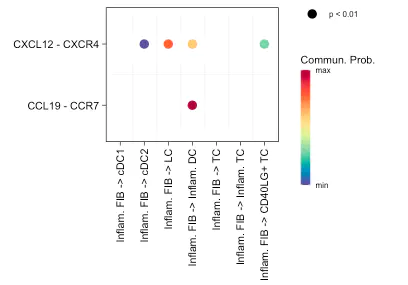 CXCL12 - CXCR4
CCL19 - CCR7
Inflam. FIB -> cDC1
Inflam. FIB -> cDC2
Inflam. FIB -> LC
Inflam. FIB -> Inflam. DC
Inflam. FIB -> TC
Inflam. FIB -> Inflam. TC
Inflam. FIB -> CD40LG+ TC
p < 0.01
Commun. Prob.
max
min